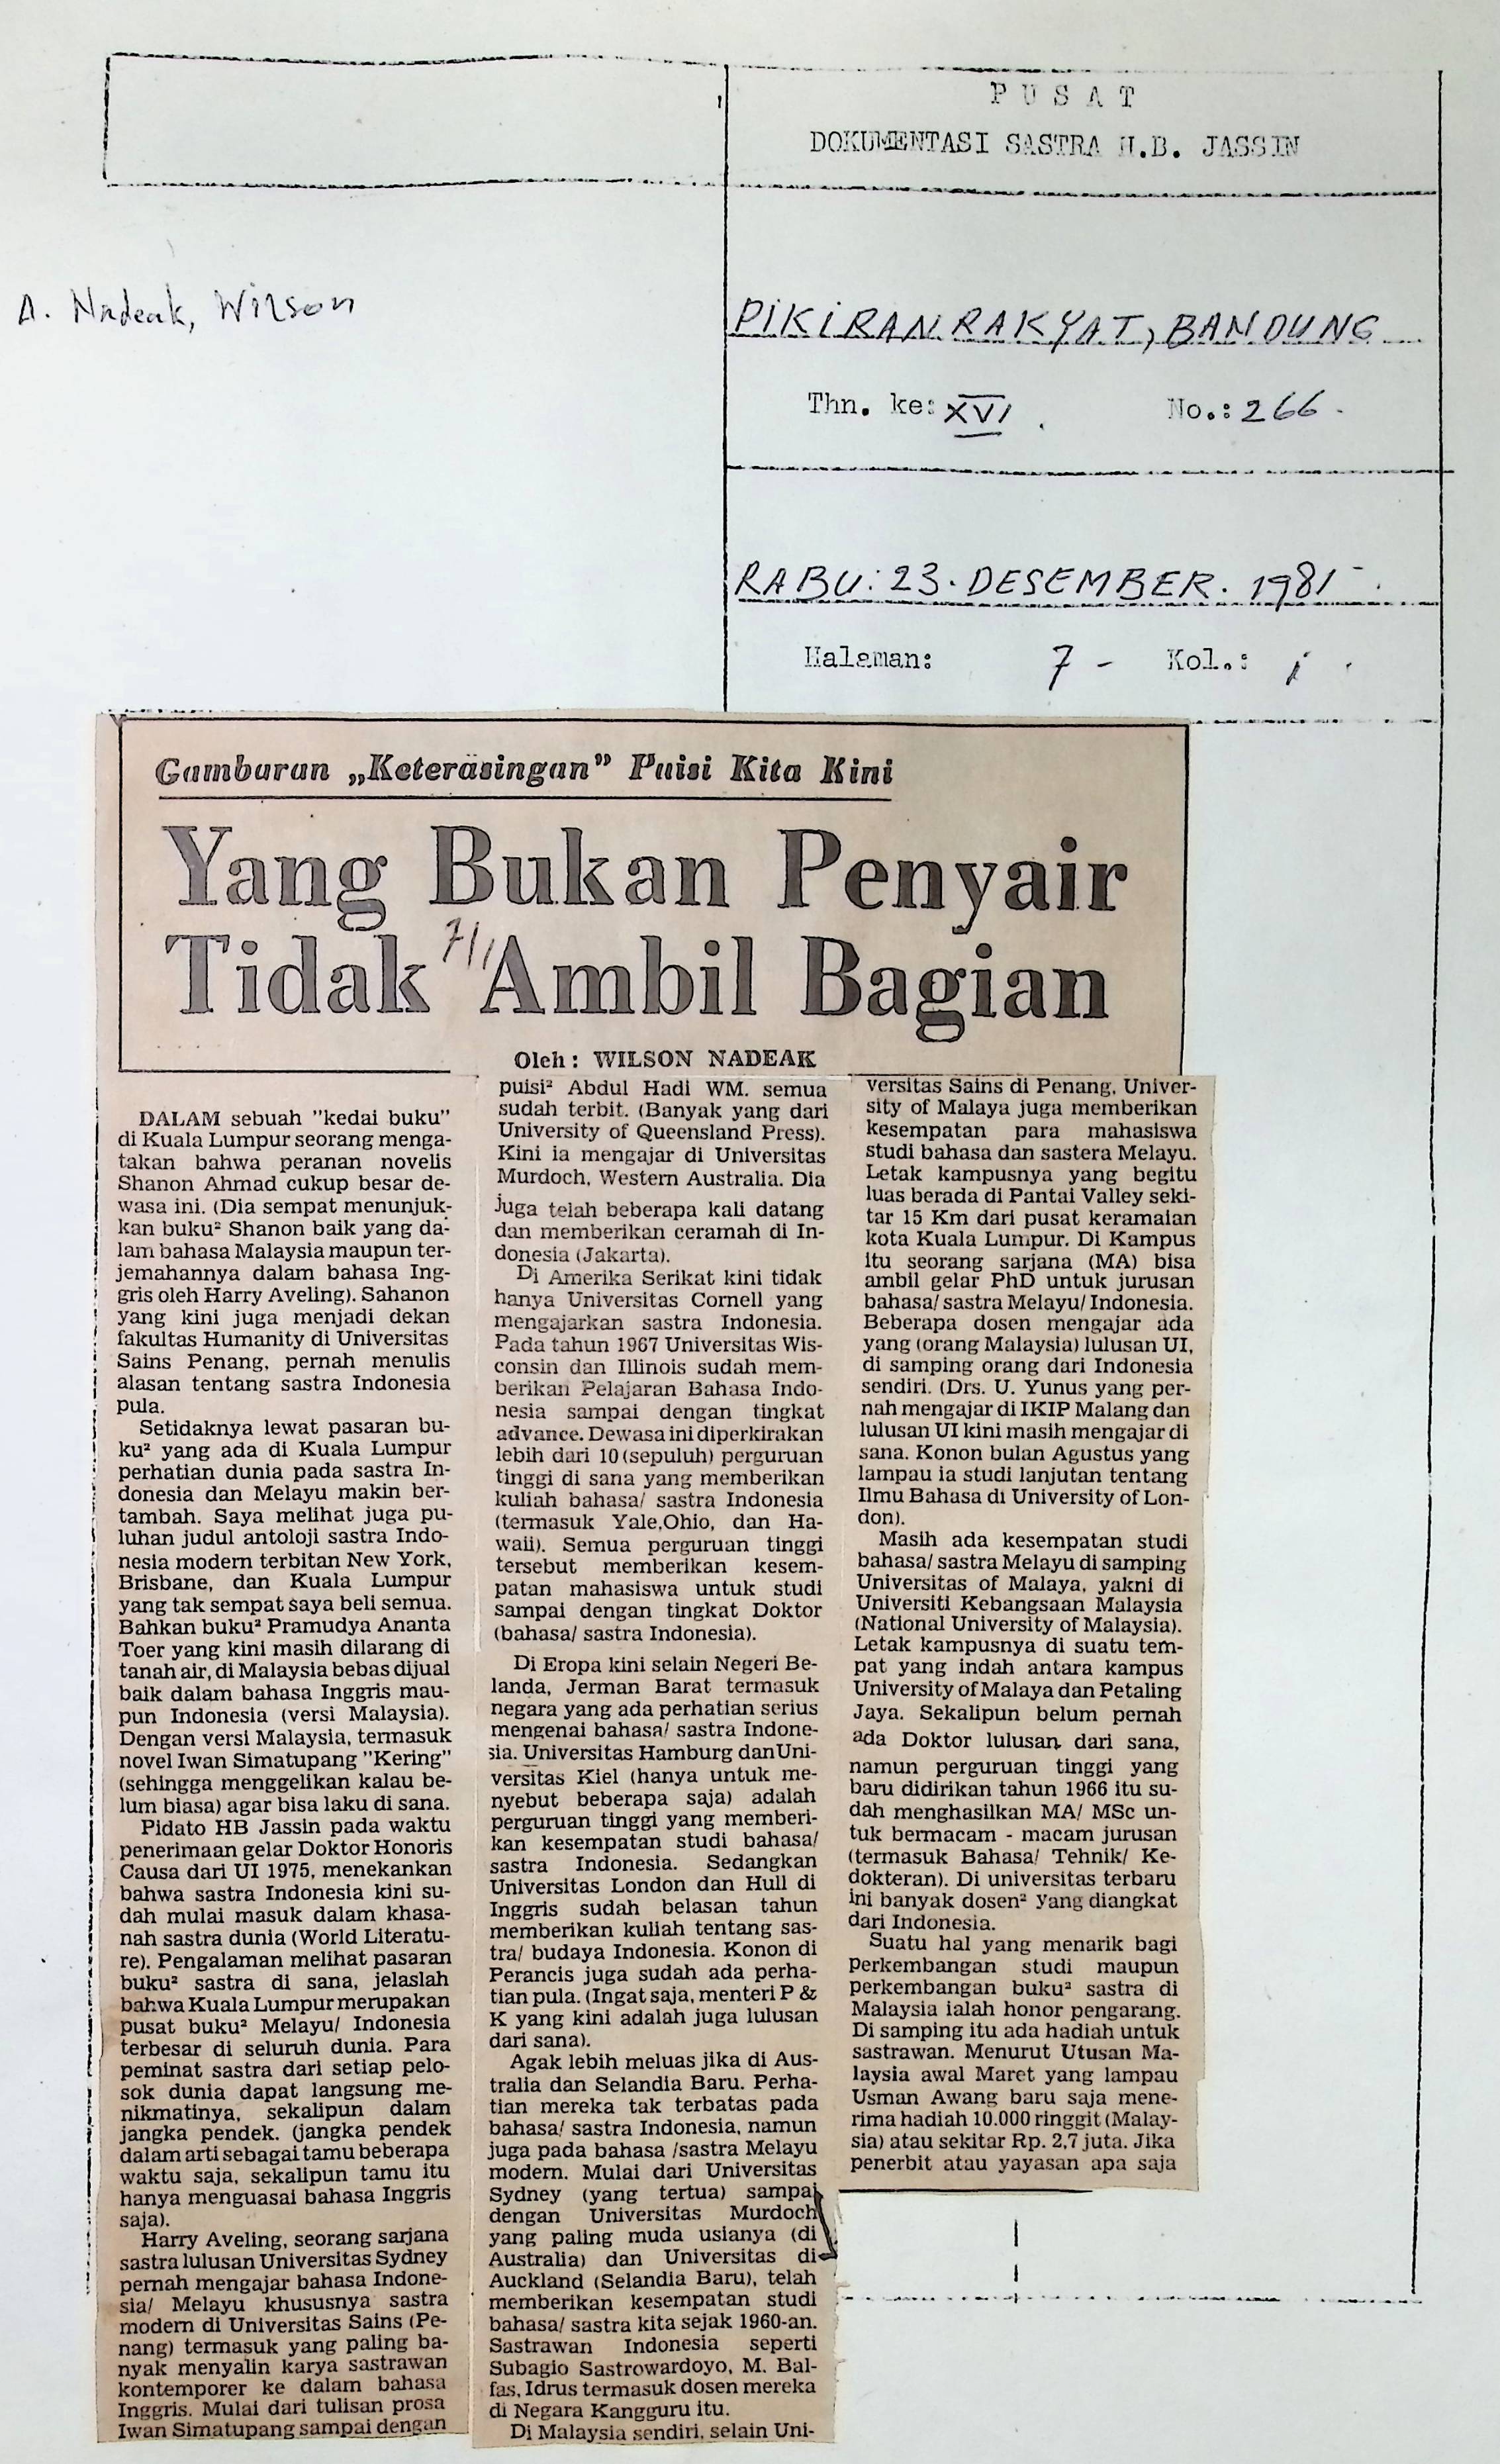 PUSAT
DOKUMENTASI SASTRA H.B. JASSIN
A. Nadeak, Wilson
PIKIRAN RAKYAT, BANDUNG
Thn. ke: XVI. No.: 266.
RABU: 23. DESEMBER. 1981
Halaman: 7 - Kol.: i
Gambaran „Keterasingan” Puisi Kita Kini
Yang Bukan Penyair
Tidak Ambil Bagian
7/1
Oleh : WILSON NADEAK
DALAM sebuah "kedai buku"
di Kuala Lumpur seorang menga-
takan bahwa peranan novelis
Shanon Ahmad cukup besar de-
wasa ini. (Dia sempat menunjuk-
kan buku² Shanon baik yang da-
lam bahasa Malaysia maupun ter-
jemahannya dalam bahasa Ing-
gris oleh Harry Aveling). Sahanon
yang kini juga menjadi dekan
fakultas Humanity di Universitas
Sains Penang, pernah menulis
alasan tentang sastra Indonesia
pula.
Setidaknya lewat pasaran bu-
ku² yang ada di Kuala Lumpur
perhatian dunia pada sastra In-
donesia dan Melayu makin ber-
tambah. Saya melihat juga pu-
luhan judul antoloji sastra Indo-
nesia modern terbitan New York,
Brisbane, dan Kuala Lumpur
yang tak sempat saya beli semua.
Bahkan buku² Pramudya Ananta
Toer yang kini masih dilarang di
tanah air, di Malaysia bebas dijual
baik dalam bahasa Inggris mau-
pun Indonesia (versi Malaysia).
Dengan versi Malaysia, termasuk
novel Iwan Simatupang "Kering"
(sehingga menggelikan kalau be-
lum biasa) agar bisa laku di sana.
Pidato HB Jassin pada waktu
penerimaan gelar Doktor Honoris
Causa dari UI 1975, menekankan
bahwa sastra Indonesia kini su-
dah mulai masuk dalam khasa-
nah sastra dunia (World Literatu-
re). Pengalaman melihat pasaran
buku² sastra di sana, jelaslah
bahwa Kuala Lumpur merupakan
pusat buku² Melayu/ Indonesia
terbesar di seluruh dunia. Para
peminat sastra dari setiap pelo-
sok dunia dapat langsung me-
nikmatinya, sekalipun dalam
jangka pendek. (jangka pendek
dalam arti sebagai tamu beberapa
waktu saja, sekalipun tamu itu
hanya menguasai bahasa Inggris
saja).
Harry Aveling, seorang sarjana
sastra lulusan Universitas Sydney
pernah mengajar bahasa Indone-
sia/ Melayu khususnya sastra
modern di Universitas Sains (Pe-
nang) termasuk yang paling ba-
nyak menyalin karya sastrawan
kontemporer ke dalam bahasa
Inggris. Mulai dari tulisan prosa
Iwan Simatupang sampai dengan
puisi² Abdul Hadi WM. semua
sudah terbit. (Banyak yang dari
University of Queensland Press).
Kini ia mengajar di Universitas
Murdoch, Western Australia. Dia
juga telah beberapa kali datang
dan memberikan ceramah di In-
donesia (Jakarta).
Di Amerika Serikat kini tidak
hanya Universitas Cornell yang
mengajarkan sastra Indonesia.
Pada tahun 1967 Universitas Wis-
consin dan Illinois sudah mem-
berikan Pelajaran Bahasa Indo-
nesia sampai dengan tingkat
advance. Dewasa ini diperkirakan
lebih dari 10 (sepuluh) perguruan
tinggi di sana yang memberikan
kuliah bahasa/ sastra Indonesia
(termasuk Yale,Ohio, dan Ha-
waii). Semua perguruan tinggi
tersebut memberikan kesem-
patan mahasiswa untuk studi
sampai dengan tingkat Doktor
(bahasa/ sastra Indonesia).
Di Eropa kini selain Negeri Be-
landa, Jerman Barat termasuk
negara yang ada perhatian serius
mengenai bahasa/ sastra Indone-
sia. Universitas Hamburg dan Uni-
versitas Kiel (hanya untuk me-
nyebut beberapa saja) adalah
perguruan tinggi yang memberi-
kan kesempatan studi bahasa/
sastra Indonesia. Sedangkan
Universitas London dan Hull di
Inggris sudah belasan tahun
memberikan kuliah tentang sas-
tra/ budaya Indonesia. Konon di
Perancis juga sudah ada perha-
tian pula. (Ingat saja, menteri P &
K yang kini adalah juga lulusan
dari sana).
Agak lebih meluas jika di Aus-
tralia dan Selandia Baru. Perha-
tian mereka tak terbatas pada
bahasa/ sastra Indonesia, namun
juga pada bahasa /sastra Melayu
modern. Mulai dari Universitas
Sydney (yang tertua) sampai
dengan Universitas Murdoch
yang paling muda usianya (di
Australia) dan Universitas di
Auckland (Selandia Baru), telah
memberikan kesempatan studi
bahasa/ sastra kita sejak 1960-an.
Sastrawan Indonesia seperti
Subagio Sastrowardoyo, M. Bal-
fas, Idrus termasuk dosen mereka
di Negara Kangguru itu.
Di Malaysia sendiri, selain Uni-
versitas Sains di Penang, Univer-
sity of Malaya juga memberikan
kesempatan para mahasiswa
studi bahasa dan sastera Melayu.
Letak kampusnya yang begitu
luas berada di Pantai Valley seki-
tar 15 Km dari pusat keramaian
kota Kuala Lumpur. Di Kampus
itu seorang sarjana (MA) bisa
ambil gelar PhD untuk jurusan
bahasa/ sastra Melayu/ Indonesia.
Beberapa dosen mengajar ada
yang (orang Malaysia) lulusan UI,
di samping orang dari Indonesia
sendiri. (Drs. U. Yunus yang per-
nah mengajar di IKIP Malang dan
lulusan UI kini masih mengajar di
sana. Konon bulan Agustus yang
lampau ia studi lanjutan tentang
Ilmu Bahasa di University of Lon-
don).
Masih ada kesempatan studi
bahasa/ sastra Melayu di samping
Universitas of Malaya, yakni di
Universiti Kebangsaan Malaysia
(National University of Malaysia).
Letak kampusnya di suatu tem-
pat yang indah antara kampus
University of Malaya dan Petaling
Jaya. Sekalipun belum pernah
ada Doktor lulusan dari sana,
namun perguruan tinggi yang
baru didirikan tahun 1966 itu su-
dah menghasilkan MA/ MSc un-
tuk bermacam - macam jurusan
(termasuk Bahasa/ Tehnik/ Ke-
dokteran). Di universitas terbaru
ini banyak dosen² yang diangkat
dari Indonesia.
Suatu hal yang menarik bagi
perkembangan studi maupun
perkembangan buku² sastra di
Malaysia ialah honor pengarang.
Di samping itu ada hadiah untuk
sastrawan. Menurut Utusan Ma-
laysia awal Maret yang lampau
Usman Awang baru saja mene-
rima hadiah 10.000 ringgit (Malay-
sia) atau sekitar Rp. 2,7 juta. Jika
penerbit atau yayasan apa saja